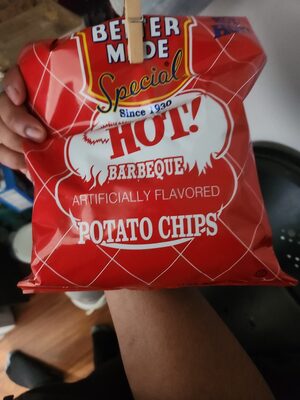 BETTER
MADE
Special
Since 1930
HOT!
BARBEQUE
ARTIFICIALLY FLAVORED
POTATO CHIPS